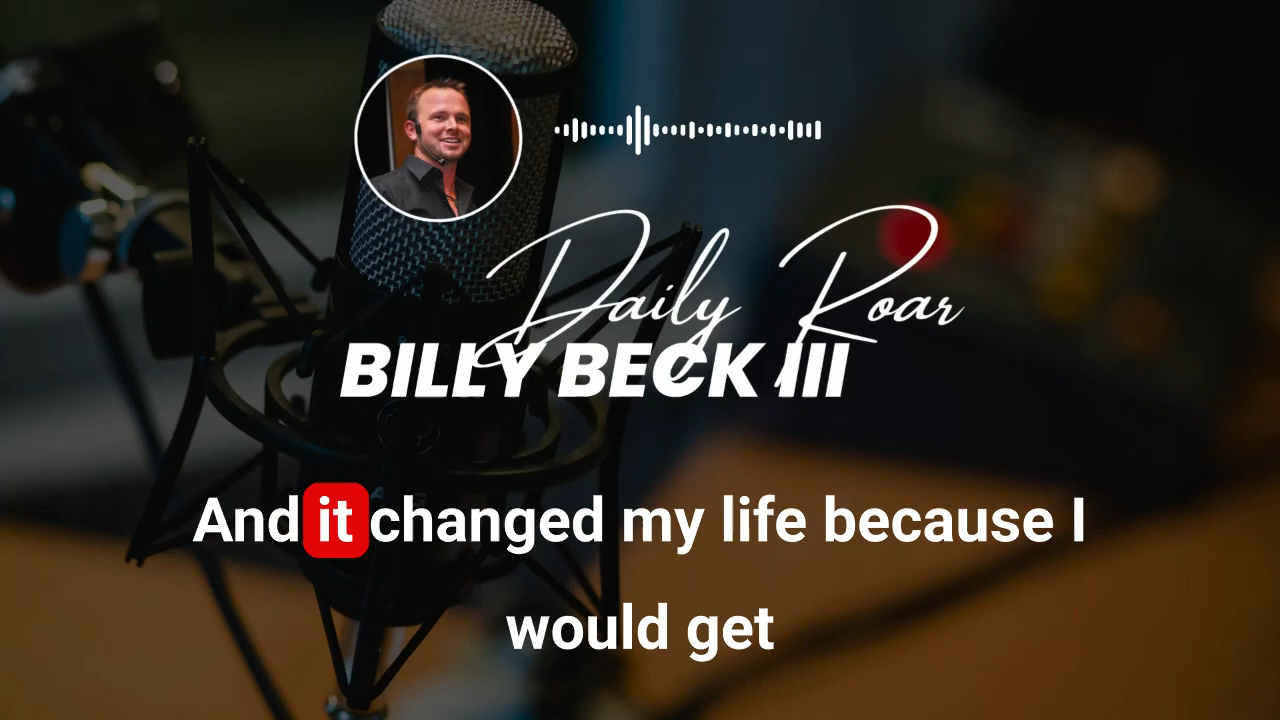 Daily Roar
BILLY BECK III
And it changed my life because I
would get